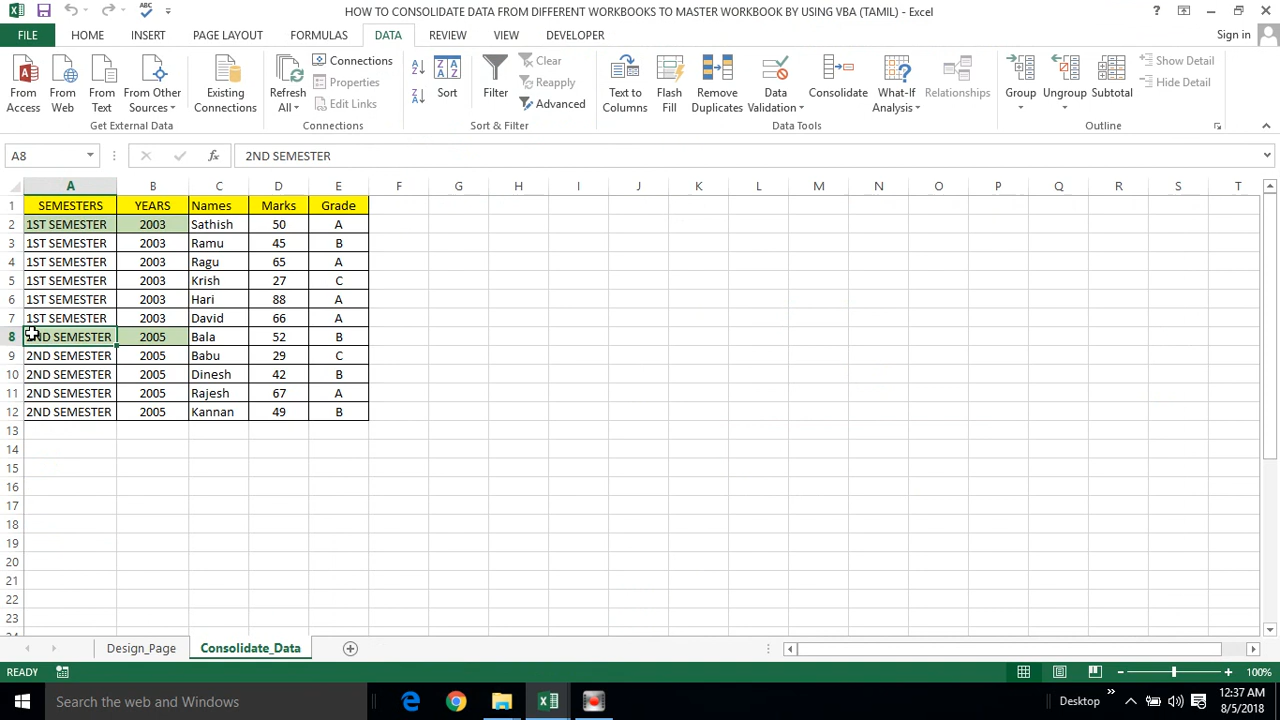 HOW TO CONSOLIDATE DATA FROM DIFFERENT WORKBOOKS TO MASTER WORKBOOK BY USING VBA (TAMIL) - Excel
FILE HOME INSERT PAGE LAYOUT FORMULAS DATA REVIEW VIEW DEVELOPER Sign in
From Access
From Web
From Text
From Other Sources
Existing Connections
Get External Data
Refresh All
Connections
Properties
Edit Links
Connections
Sort
Filter
Clear
Reapply
Advanced
Sort & Filter
Text to Columns
Flash Fill
Remove Duplicates
Data Validation
Consolidate
What-If Analysis
Relationships
Data Tools
Group
Ungroup
Subtotal
Show Detail
Hide Detail
Outline
A8 fx 2ND SEMESTER
A B C D E F G H I J K L M N O P Q R S T
1 SEMESTERS YEARS Names Marks Grade
2 1ST SEMESTER 2003 Sathish 50 A
3 1ST SEMESTER 2003 Ramu 45 B
4 1ST SEMESTER 2003 Ragu 65 A
5 1ST SEMESTER 2003 Krish 27 C
6 1ST SEMESTER 2003 Hari 88 A
7 1ST SEMESTER 2003 David 66 A
8 2ND SEMESTER 2005 Bala 52 B
9 2ND SEMESTER 2005 Babu 29 C
10 2ND SEMESTER 2005 Dinesh 42 B
11 2ND SEMESTER 2005 Rajesh 67 A
12 2ND SEMESTER 2005 Kannan 49 B
13
14
15
16
17
18
19
20
21
22
23
Design_Page Consolidate_Data
READY 100%
Search the web and Windows Desktop 12:37 AM
8/5/2018